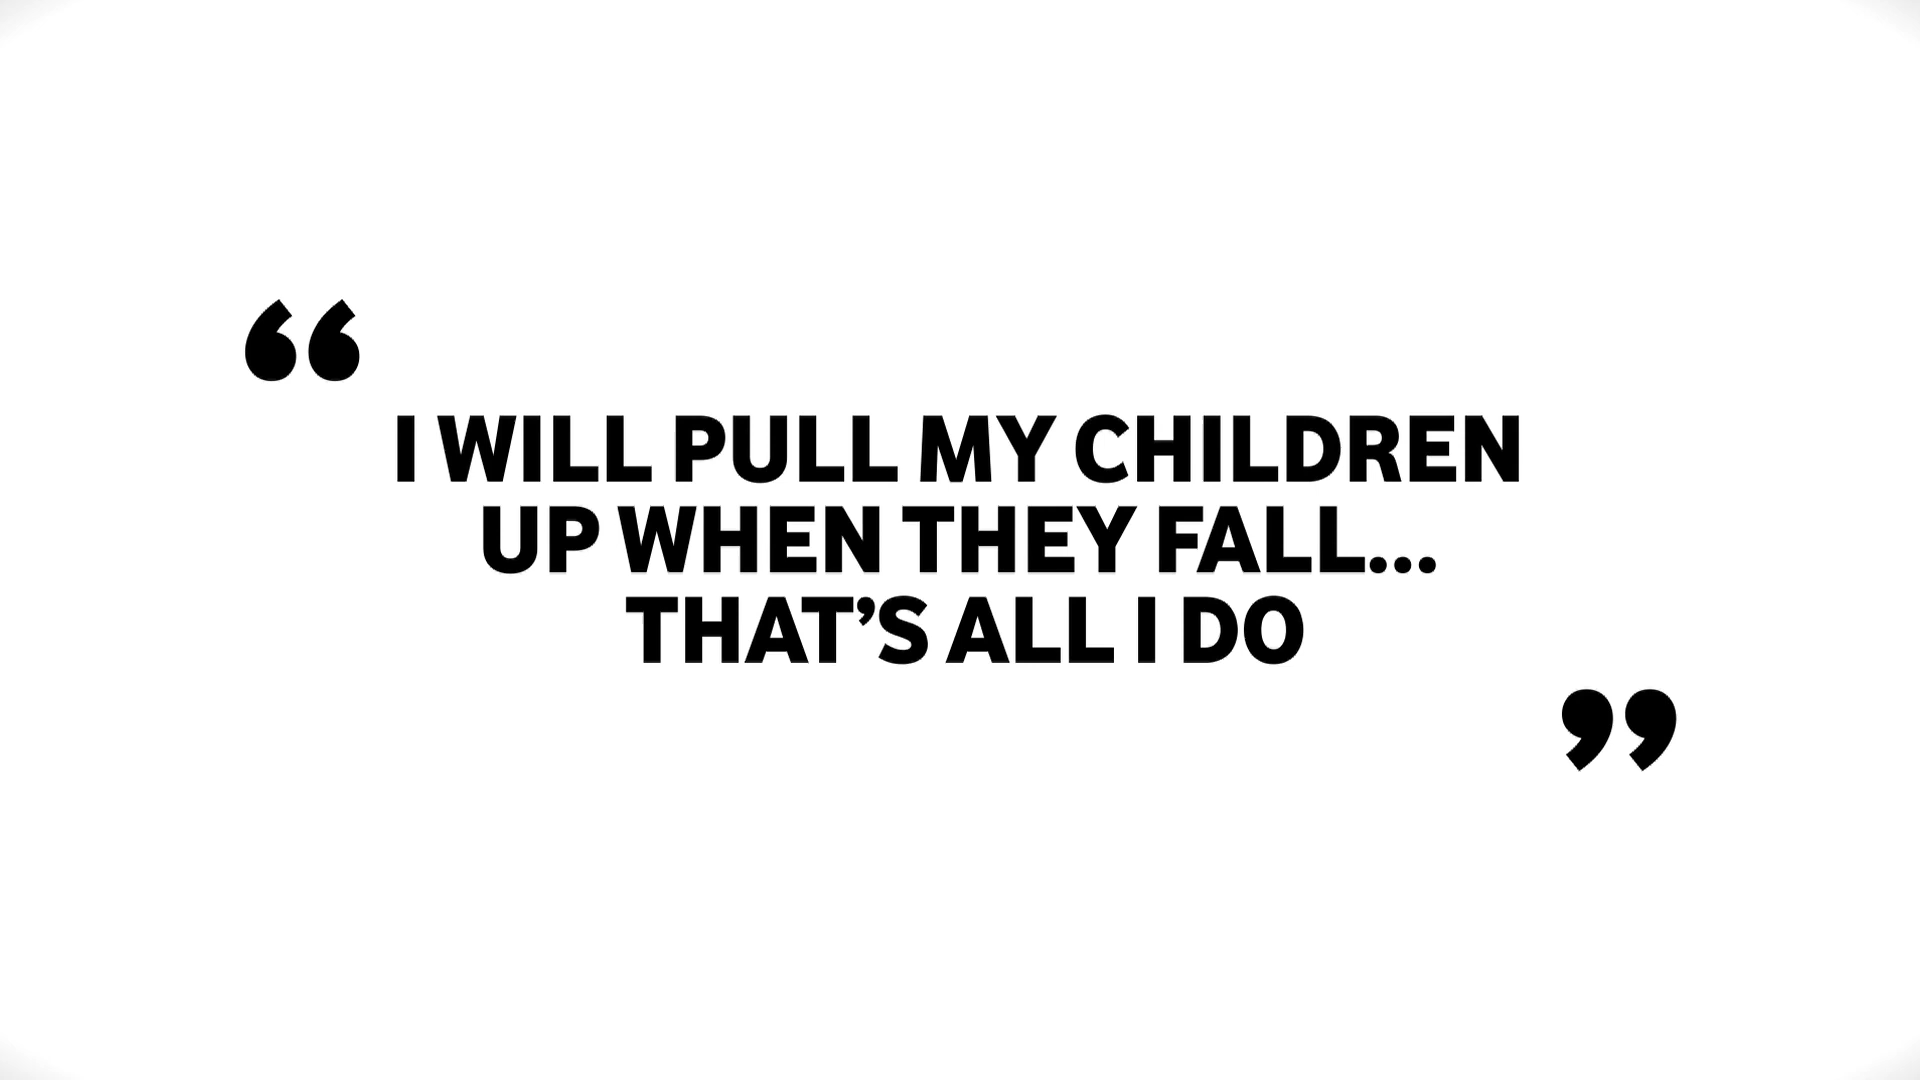 “
I WILL PULL MY CHILDREN
UP WHEN THEY FALL...
THAT’S ALL I DO
”